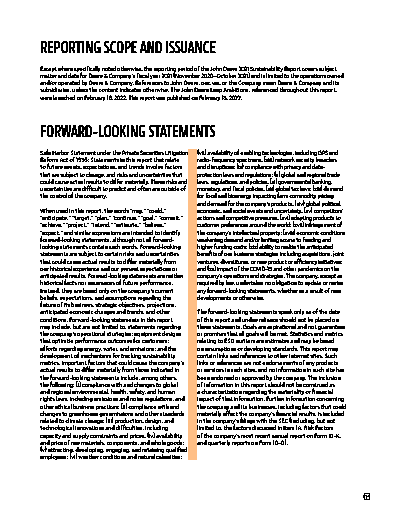 REPORTING SCOPE AND ISSUANCE
Except where specifically noted otherwise, the reporting period of the John Deere 2021 Sustainability Report covers subject
matter and data for Deere & Company's fiscal year 2021 (November 2020–October 2021) and is limited to the operations owned
and/or operated by Deere & Company. References to John Deere, we, us, or the Company mean Deere & Company and its
subsidiaries, unless the content indicates otherwise. The John Deere Leap Ambitions, referenced throughout this report,
were launched on February 10, 2022. This report was published on February 15, 2022.
FORWARD-LOOKING STATEMENTS
Safe Harbor Statement under the Private Securities Litigation
Reform Act of 1995: Statements in this report that relate
to future events, expectations, and trends involve factors
that are subject to change, and risks and uncertainties that
could cause actual results to differ materially. These risks and
uncertainties are difficult to predict and often are outside of
the control of the company.
When used in this report, the words "may," "could,"
"anticipate," "target," "plan," "continue," "goal," "commit,"
"achieve," "project," "intend," "estimate," "believe,"
"expect," and similar expressions are intended to identify
forward-looking statements, although not all forward-
looking statements contain such words. Forward-looking
statements are subject to certain risks and uncertainties
that could cause actual results to differ materially from
our historical experience and our present expectations or
anticipated results. Forward-looking statements are neither
historical facts nor assurances of future performance.
Instead, they are based only on the company's current
beliefs, expectations, and assumptions regarding the
future of its business, strategic objectives, projections,
anticipated economic changes and trends, and other
conditions. Forward-looking statements in this report
may include, but are not limited to, statements regarding
the company's operational strategies; equipment designs
that optimize performance outcomes for customers;
efforts regarding energy, water, and emissions; and the
development of mechanisms for tracking sustainability
metrics. Important factors that could cause the company's
actual results to differ materially from those indicated in
the forward-looking statements include, among others,
the following: (i) compliance with and changes to global
and regional environmental, health, safety, and human
rights laws, including emissions and noise regulations, and
other ethical business practices; (ii) compliance with and
changes to greenhouse gas emissions and other standards
related to climate change; (iii) production, design, and
technological innovations and difficulties, including
capacity and supply constraints and prices; (iv) availability
and price of raw materials, components, and whole goods;
(v) attracting, developing, engaging, and retaining qualified
employees; (vi) weather conditions and natural calamities;
(vii) availability of enabling technologies, including GPS and
radio-frequency spectrums; (viii) network security breaches
and disruptions; (ix) compliance with privacy and data-
protection laws and regulations; (x) global and regional trade
laws, regulations, and policies; (xi) governmental banking,
monetary, and fiscal policies; (xii) global factors (xiii) demand
for food and bioenergy impacting farm commodity pricing
and demand for the company's products; (xiv) global political,
economic, and social events and uncertainty; (xv) competitors'
actions and competitive pressures; (xvi) adapting products to
customer preferences around the world; (xvii) infringement of
the company's intellectual property; (xviii) economic conditions
weakening demand and/or limiting access to funding and
higher funding costs; (xix) ability to realize the anticipated
benefits of our business strategies including acquisitions, joint
ventures, divestitures, or new product or efficiency initiatives;
and (xx) impact of the COVID-19 and other pandemics on the
company's operations and strategies. The company, except as
required by law, undertakes no obligation to update or revise
any forward-looking statements, whether as a result of new
developments or otherwise.
The forward-looking statements speak only as of the date
of this report and undue reliance should not be placed on
these statements. Goals are aspirational and not guarantees
or promises that all goals will be met. Statistics and metrics
relating to ESG matters are estimates and may be based
on assumptions or developing standards. This report may
contain links and references to other internet sites. Such
links or references are not endorsements of any products
or services in such sites, and no information in such site has
been endorsed or approved by the company. The inclusion
of information in this report should not be construed as
a characterization regarding the materiality or financial
impact of that information. Further information concerning
the company and its businesses, including factors that could
materially affect the company's financial results, is included
in the company's filings with the SEC (including, but not
limited to, the factors discussed in Item 1A. Risk Factors
of the company's most recent annual report on Form 10-K,
and quarterly reports on Form 10-Q).
63